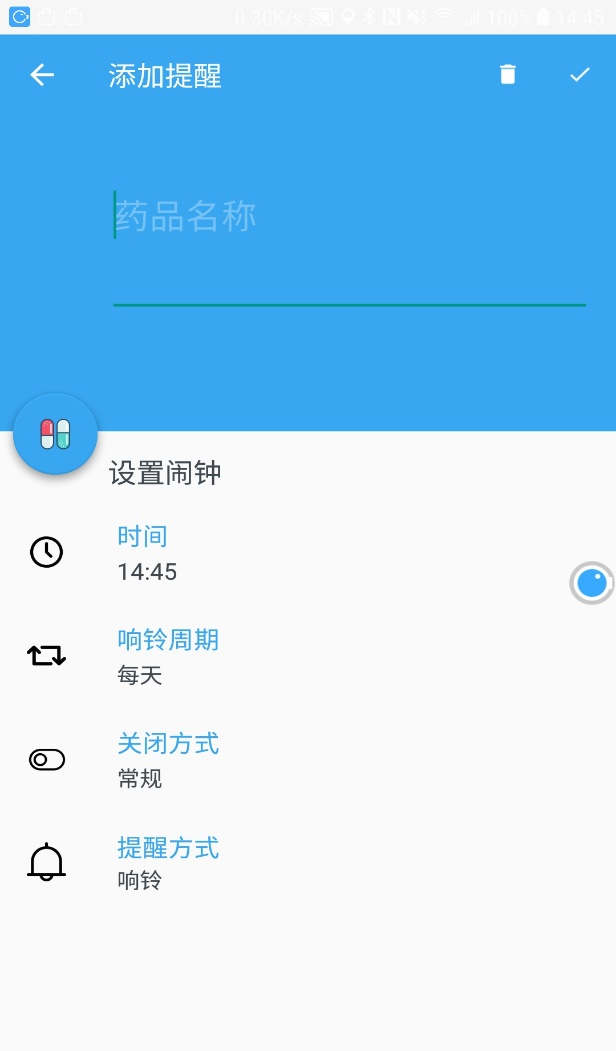 0.30K/s 100% 14:45
添加提醒
药品名称
设置闹钟
时间
14:45
响铃周期
每天
关闭方式
常规
提醒方式
响铃